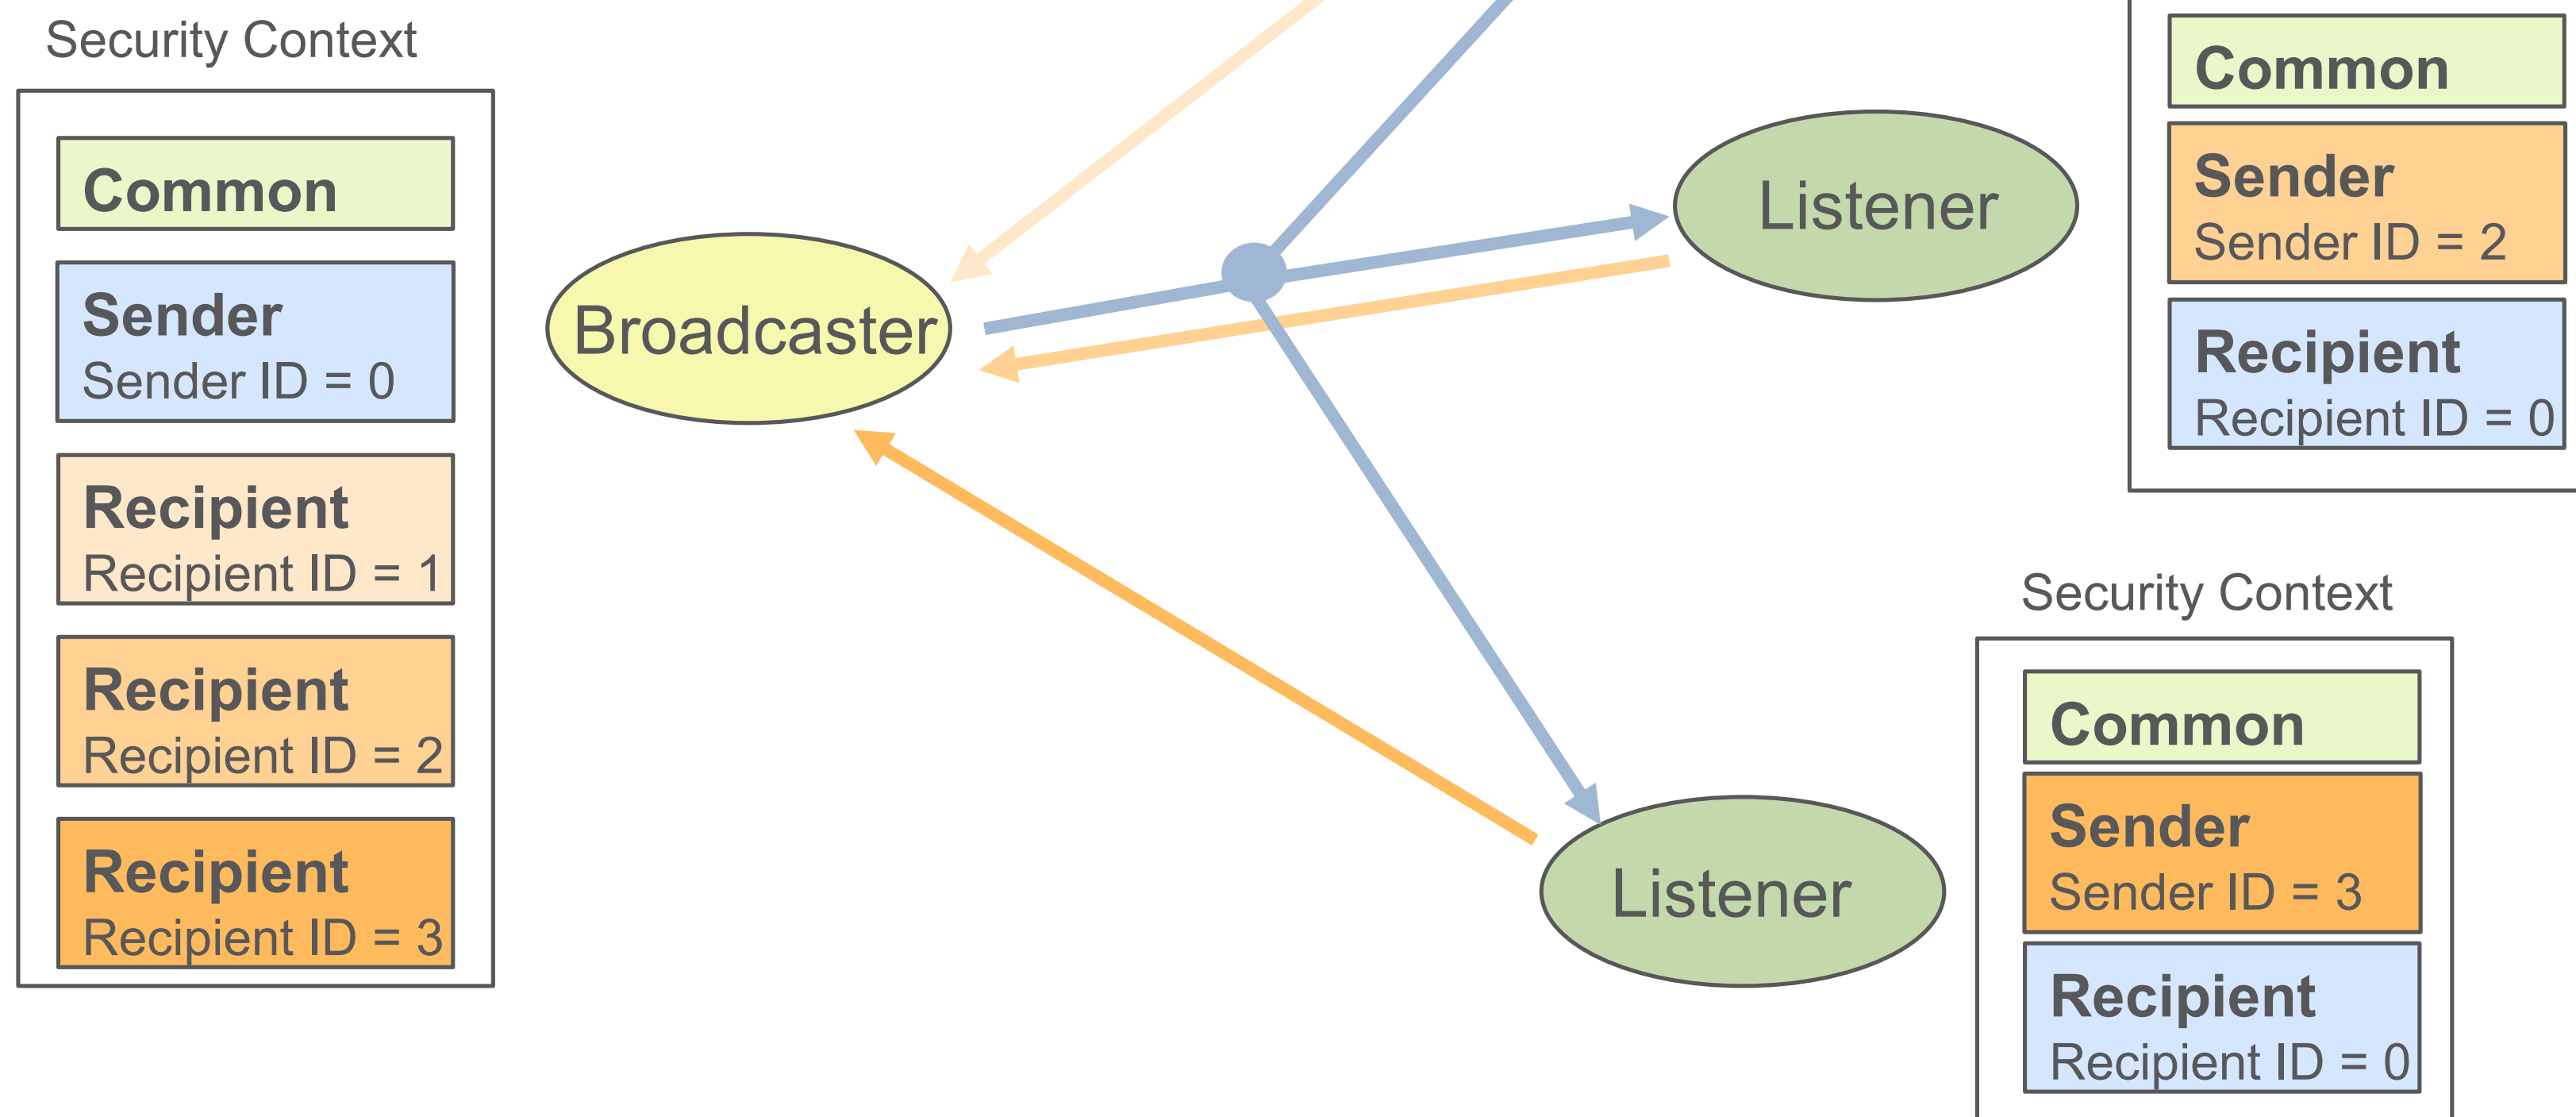 Security Context
Common
Sender
Sender ID = 0
Recipient
Recipient ID = 1
Recipient
Recipient ID = 2
Recipient
Recipient ID = 3
Broadcaster
Listener
Listener
Common
Sender
Sender ID = 2
Recipient
Recipient ID = 0
Security Context
Common
Sender
Sender ID = 3
Recipient
Recipient ID = 0